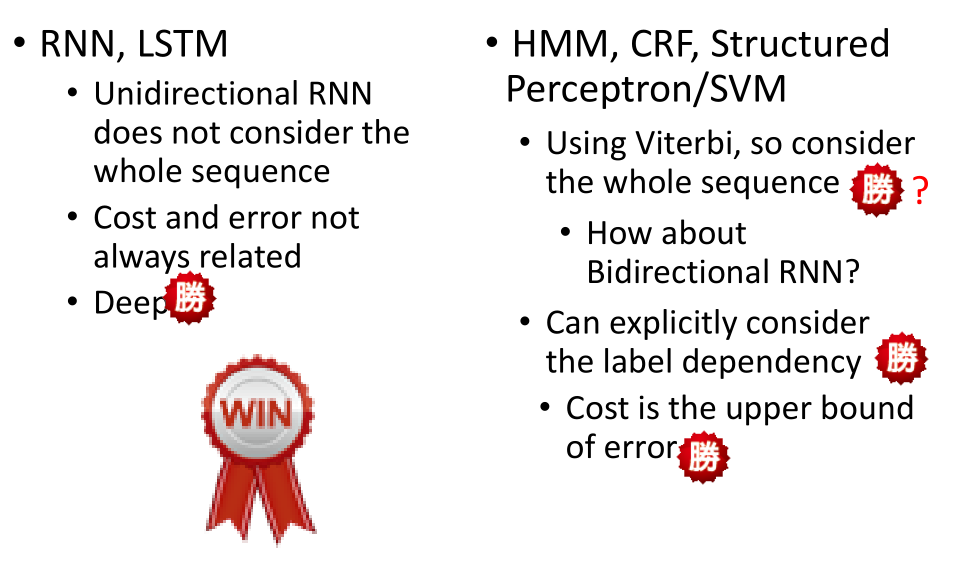 • RNN, LSTM
• Unidirectional RNN
does not consider the
whole sequence
• Cost and error not
always related
• Deep 勝
WIN
• HMM, CRF, Structured
Perceptron/SVM
• Using Viterbi, so consider
the whole sequence 勝 ?
• How about
Bidirectional RNN?
• Can explicitly consider
the label dependency 勝
• Cost is the upper bound
of error 勝